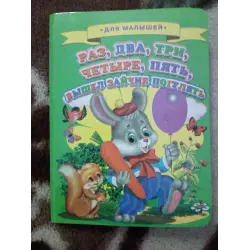 • ДЛЯ МАЛЫШЕЙ •
РАЗ, ДВА, ТРИ,
ЧЕТЫРЕ, ПЯТЬ,
ВЫШЕЛ ЗАЙЧИК ПОГУЛЯТЬ